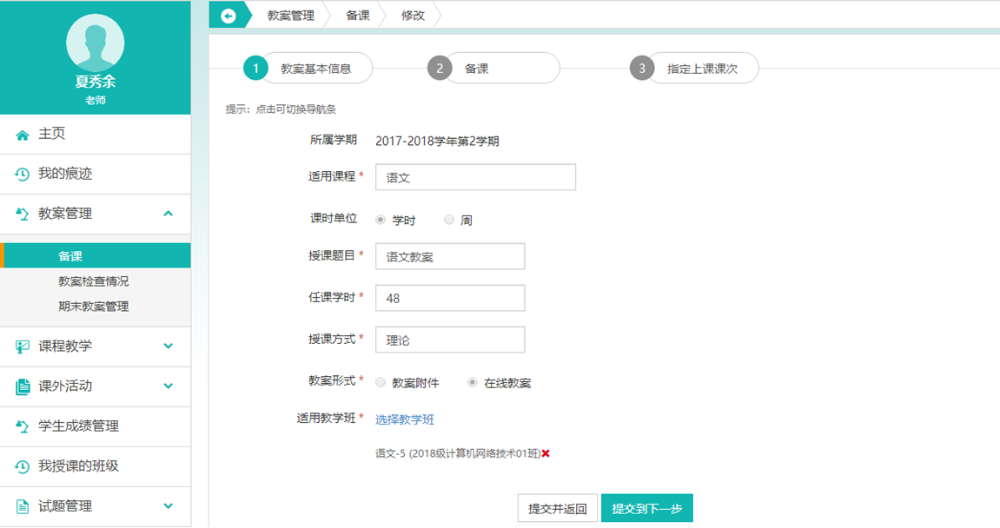 夏秀余
老师
主页
我的痕迹
教案管理
备课
教案检查情况
期末教案管理
课程教学
课外活动
学生成绩管理
我授课的班级
试题管理
教案管理 备课 修改
1 教案基本信息 2 备课 3 指定上课课次
提示：点击可切换导航条
所属学期 2017-2018学年第2学期
适用课程* 语文
课时单位 学时 周
授课题目* 语文教案
任课学时* 48
授课方式* 理论
教案形式* 教案附件 在线教案
适用教学班* 选择教学班
语文-5 (2018级计算机网络技术01班)
提交并返回 提交到下一步